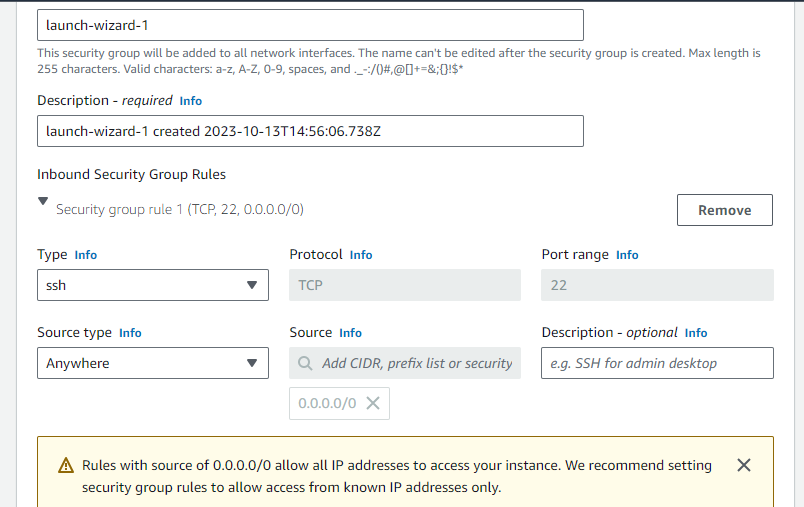 launch-wizard-1
This security group will be added to all network interfaces. The name can't be edited after the security group is created. Max length is
255 characters. Valid characters: a-z, A-Z, 0-9, spaces, and ._-:/()#,@[]+=&;{}!$*
Description - required Info
launch-wizard-1 created 2023-10-13T14:56:06.738Z
Inbound Security Group Rules
Security group rule 1 (TCP, 22, 0.0.0.0/0)
Remove
Type Info
Protocol Info
Port range Info
ssh
TCP
22
Source type Info
Source Info
Description - optional Info
Anywhere
Add CIDR, prefix list or security
e.g. SSH for admin desktop
0.0.0.0/0
Rules with source of 0.0.0.0/0 allow all IP addresses to access your instance. We recommend setting
security group rules to allow access from known IP addresses only.